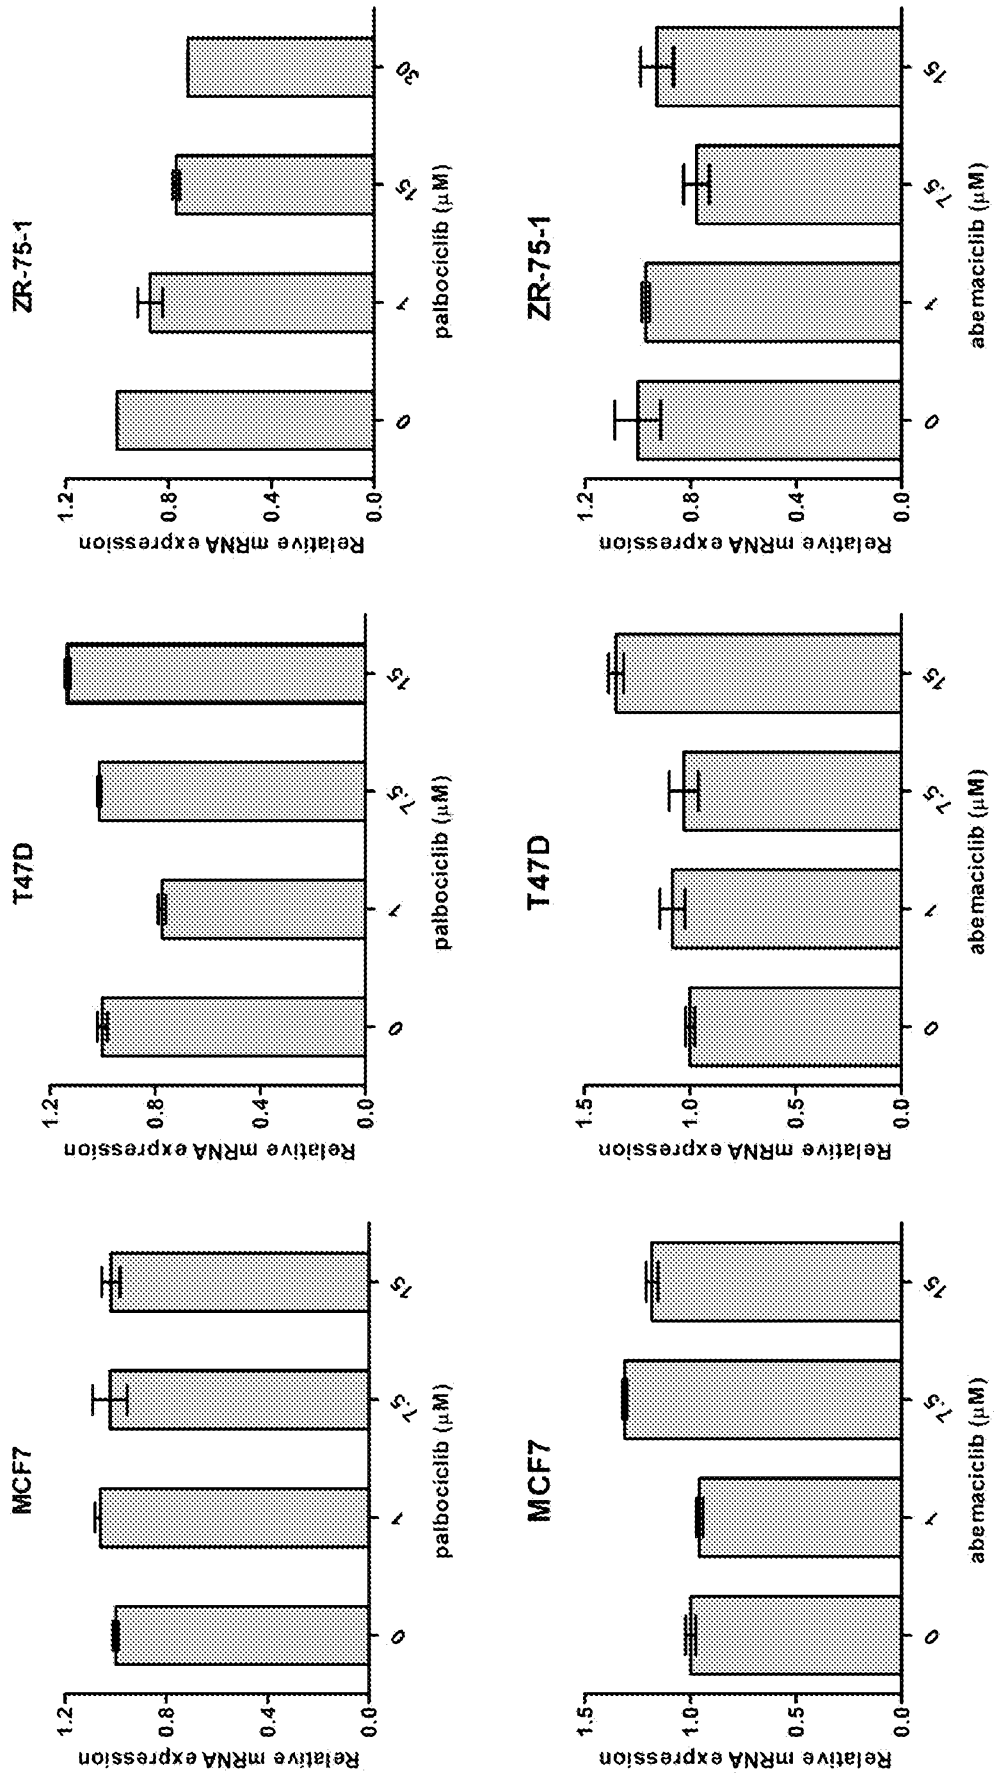 MCF7
Relative mRNA expression
1.2
0.8
0.4
0.0
0
1
7.5
15
palbociclib (µM)
T47D
Relative mRNA expression
1.2
0.8
0.4
0.0
0
1
7.5
15
palbociclib (µM)
ZR-75-1
Relative mRNA expression
1.2
0.8
0.4
0.0
0
1
15
30
palbociclib (µM)
MCF7
Relative mRNA expression
1.5
1.0
0.5
0.0
0
1
7.5
15
abemaciclib (µM)
T47D
Relative mRNA expression
1.5
1.0
0.5
0.0
0
1
7.5
15
abemaciclib (µM)
ZR-75-1
Relative mRNA expression
1.2
0.8
0.4
0.0
0
1
7.5
15
abemaciclib (µM)